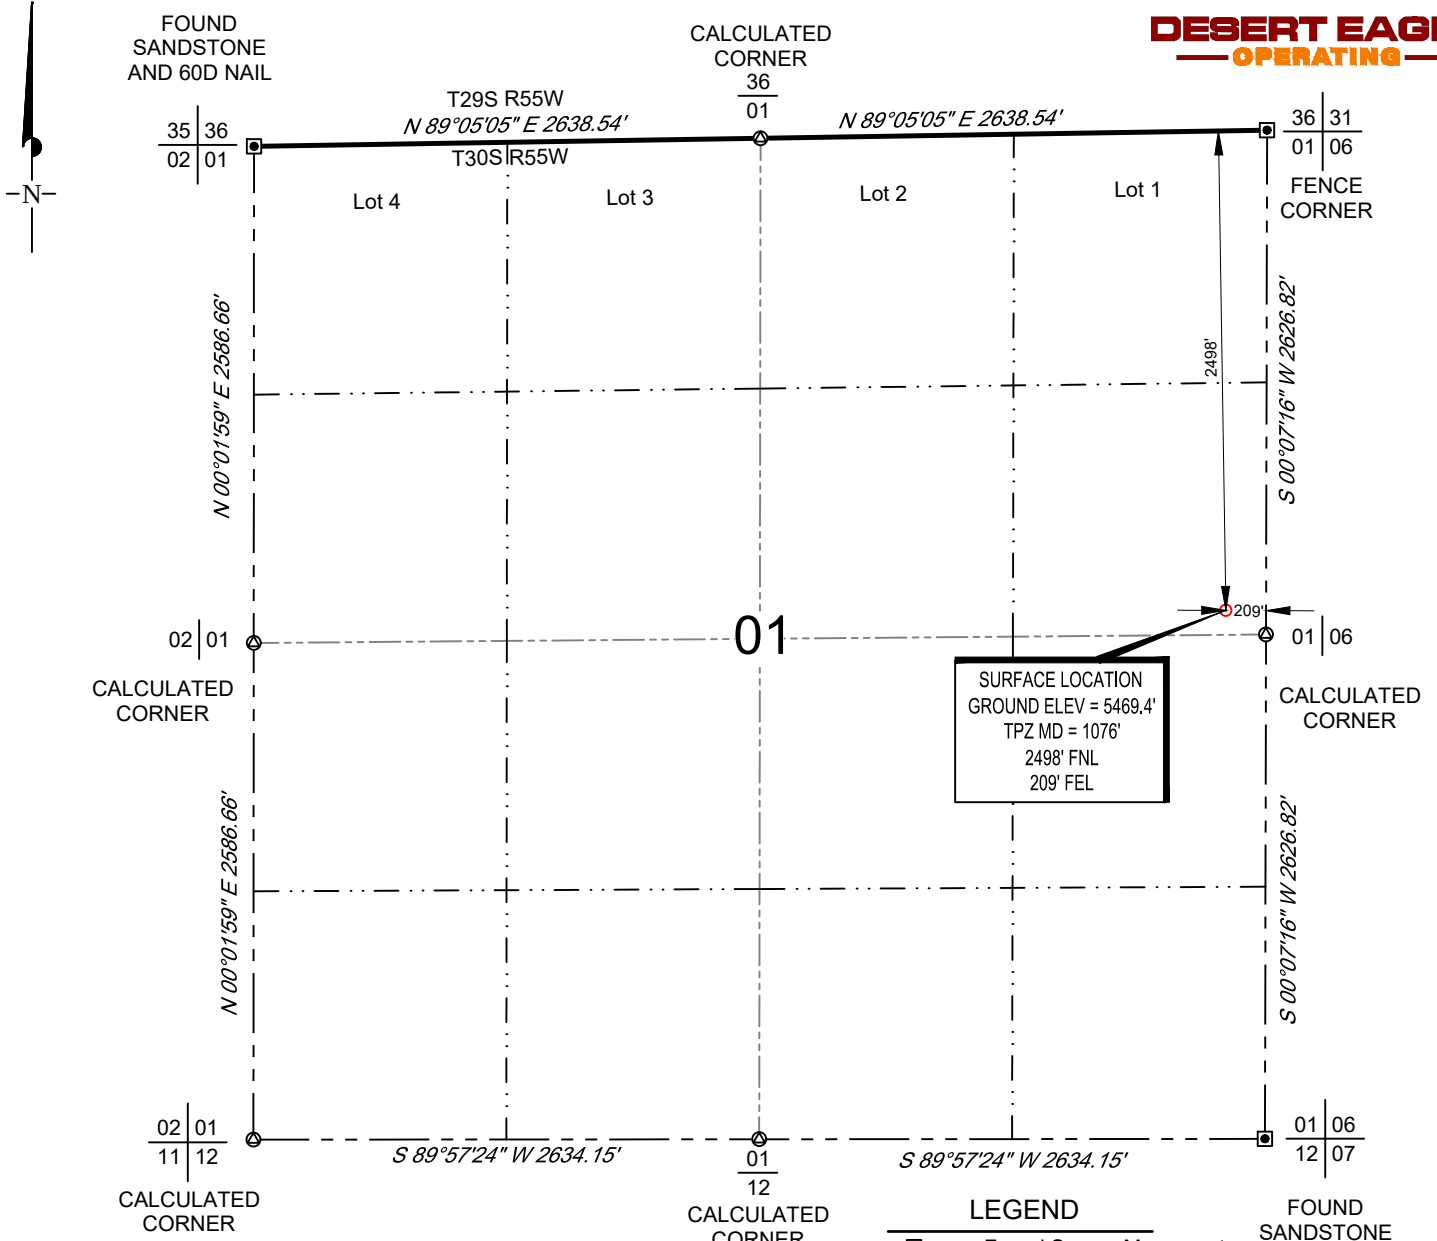 FOUND
SANDSTONE
AND 60D NAIL
CALCULATED
CORNER
36
01
DESERT EAGL
OPERATING
T29S R55W
N 89°05'05" E 2638.54'
N 89°05'05" E 2638.54'
T30S R55W
35 36
02 01
36 31
01 06
FENCE
CORNER
-N-
Lot 4
Lot 3
Lot 2
Lot 1
N 00°01'59" E 2586.66'
S 00°07'16" W 2626.82'
2498'
209'
02 01
CALCULATED
CORNER
01
01 06
CALCULATED
CORNER
SURFACE LOCATION
GROUND ELEV = 5469.4'
TPZ MD = 1076'
2498' FNL
209' FEL
N 00°01'59" E 2586.66'
S 00°07'16" W 2626.82'
02 01
11 12
CALCULATED
CORNER
S 89°57'24" W 2634.15'
01
12
CALCULATED
CORNER
S 89°57'24" W 2634.15'
01 06
12 07
FOUND
SANDSTONE
LEGEND